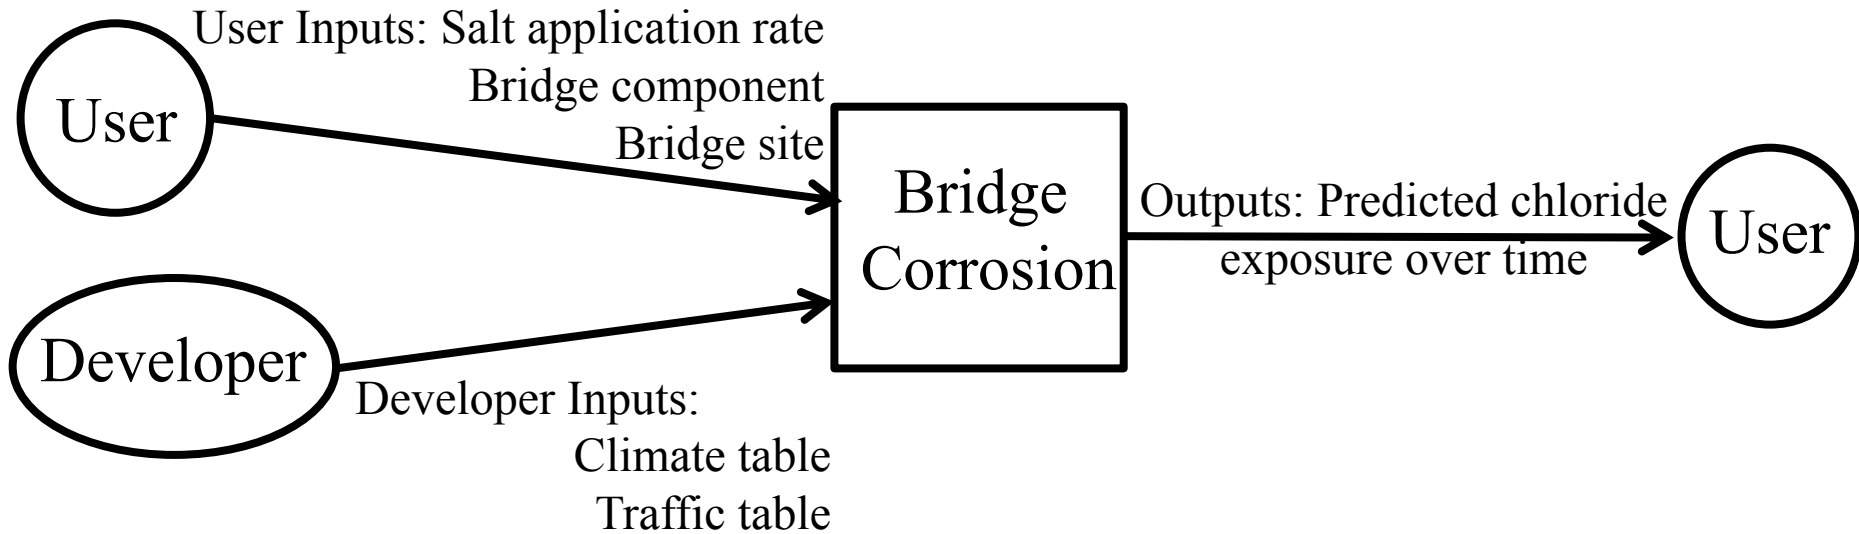 User Inputs: Salt application rate
Bridge component
Bridge site
User
Bridge
Corrosion
Outputs: Predicted chloride
exposure over time
User
Developer
Developer Inputs:
Climate table
Traffic table